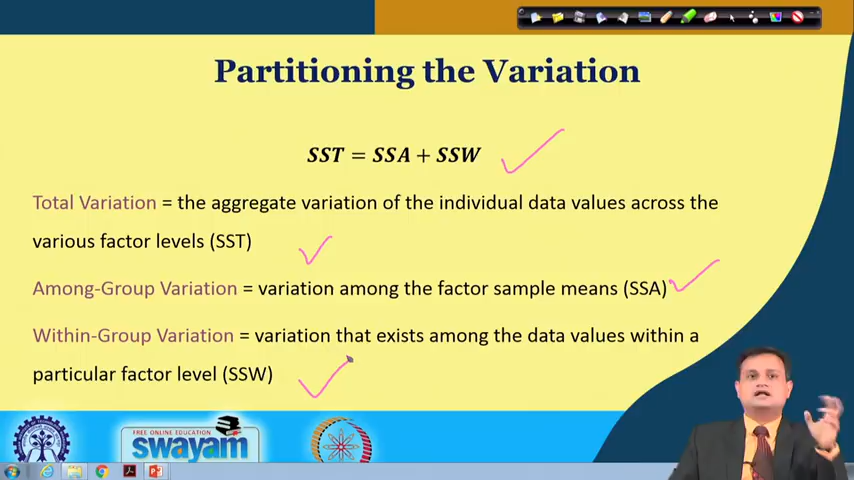 Partitioning the Variation
SST = SSA + SSW
Total Variation = the aggregate variation of the individual data values across the
various factor levels (SST)
Among-Group Variation = variation among the factor sample means (SSA)
Within-Group Variation = variation that exists among the data values within a
particular factor level (SSW)
FREE ONLINE EDUCATION
swayam